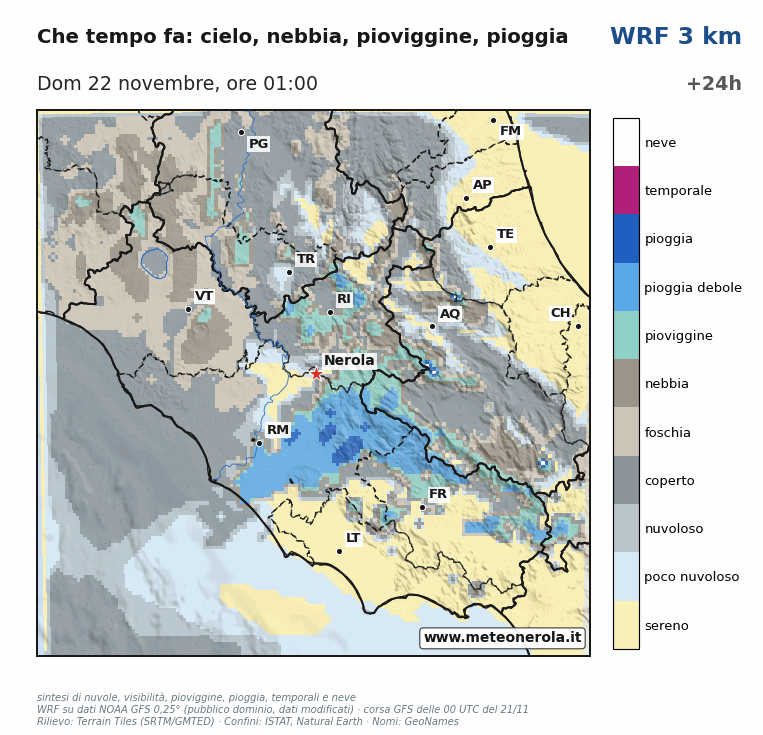 Che tempo fa: cielo, nebbia, pioviggine, pioggia
WRF 3 km
Dom 22 novembre, ore 01:00
+24h
FM
PG
AP
TE
TR
RI
VT
AQ
CH
Nerola
RM
FR
LT
www.meteonerola.it
neve
temporale
pioggia
pioggia debole
pioviggine
nebbia
foschia
coperto
nuvoloso
poco nuvoloso
sereno
sintesi di nuvole, visibilità, pioviggine, pioggia, temporali e neve
WRF su dati NOAA GFS 0,25° (pubblico dominio, dati modificati) · corsa GFS delle 00 UTC del 21/11
Rilievo: Terrain Tiles (SRTM/GMTED) · Confini: ISTAT, Natural Earth · Nomi: GeoNames